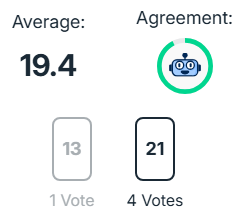 Average: Agreement:
19.4
13 21
1 Vote 4 Votes